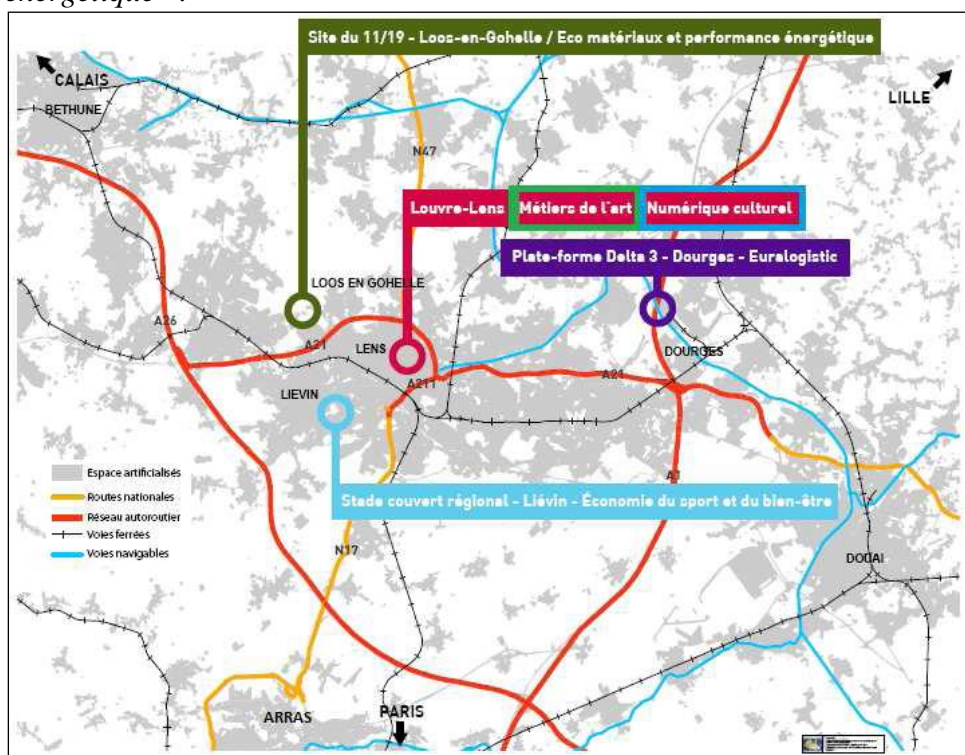 énergétique ».
Site du 11/19 - Loos-en-Gohelle / Eco matériaux et performance énergétique
CALAIS
BETHUNE
LILLE
N47
Louvre-Lens
Métiers de l'art
Numérique culturel
Plate-forme Delta 3 - Dourges - Euralogistic
LOOS EN GOHELLE
A26
A21
LENS
DOURGES
A211
A21
LIEVIN
A1
Espace artificialisés
Routes nationales
Réseau autoroutier
Voies ferrées
Voies navigables
Stade couvert régional - Liévin - Économie du sport et du bien-être
N17
DOUAI
ARRAS
PARIS